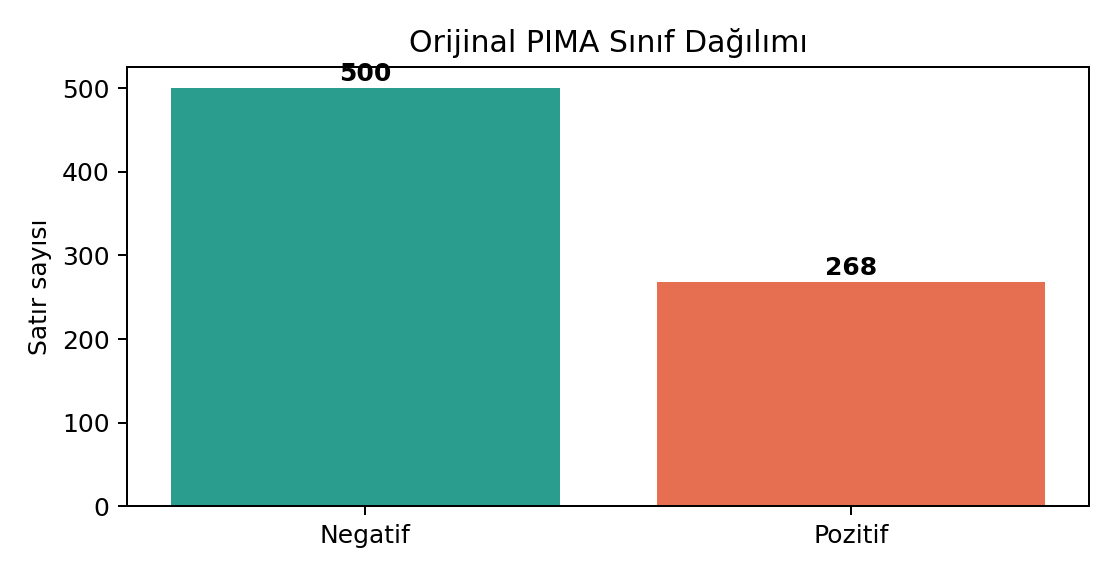 Orijinal PIMA Sınıf Dağılımı
Satır sayısı
500
400
300
200
100
0
500
268
Negatif
Pozitif